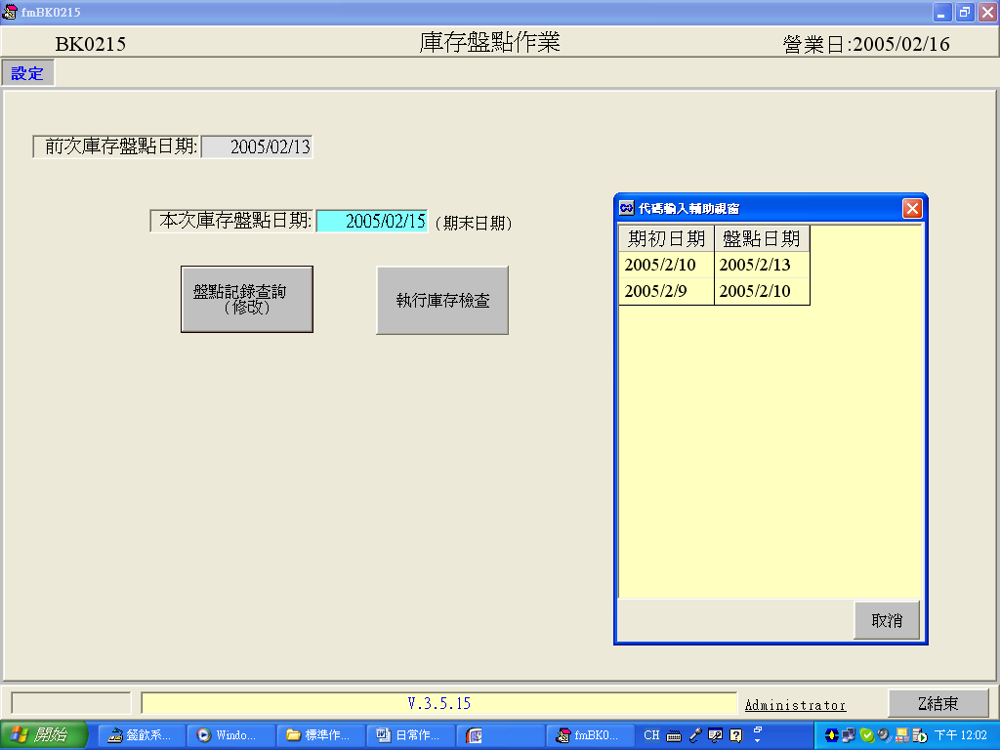 fmBK0215
BK0215
庫存盤點作業
營業日:2005/02/16
設定
前次庫存盤點日期:
2005/02/13
本次庫存盤點日期:
2005/02/15
(期末日期)
盤點記錄查詢
(修改)
執行庫存檢查
代碼輸入輔助視窗
期初日期 盤點日期
2005/2/10 2005/2/13
2005/2/9 2005/2/10
取消
V.3.5.15
Administrator
Z結束
開始
餐飲系...
Windo...
標準作...
日常作...
fmBK0...
CH
下午 12:02